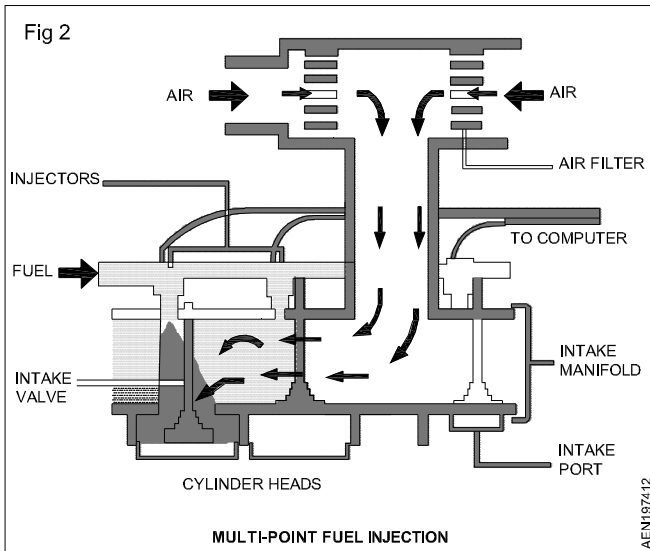 Fig 2
AIR
AIR
AIR FILTER
INJECTORS
TO COMPUTER
FUEL
INTAKE
MANIFOLD
INTAKE
VALVE
INTAKE
PORT
CYLINDER HEADS
MULTI-POINT FUEL INJECTION
AEN197412